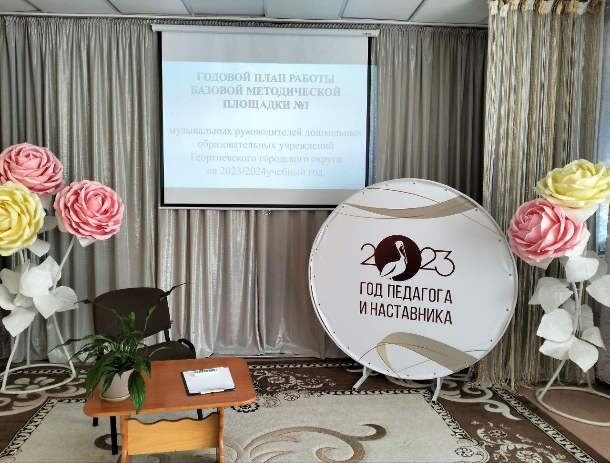 ГОДОВОЙ ПЛАН РАБОТЫ
БАЗОВОЙ МЕТОДИЧЕСКОЙ
ПЛОЩАДКИ №1
музыкальных руководителей дошкольных
образовательных учреждений
Георгиевского городского округа,
на 2023/2024учебный год.
2023
ГОД ПЕДАГОГА
И НАСТАВНИКА